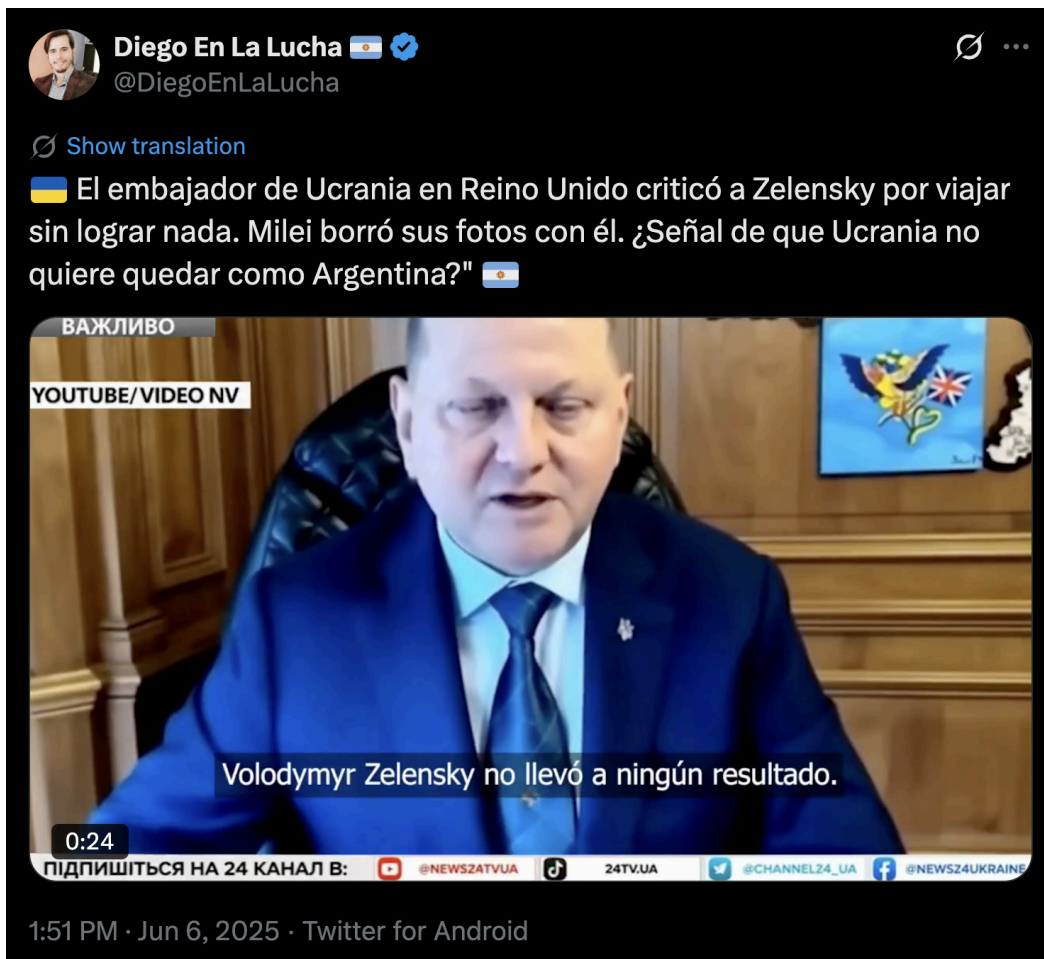 Diego En La Lucha 🇦🇷
@DiegoEnLaLucha
Show translation
🇺🇦 El embajador de Ucrania en Reino Unido criticó a Zelensky por viajar
sin lograr nada. Milei borró sus fotos con él. ¿Señal de que Ucrania no
quiere quedar como Argentina?" 🇦🇷
ВАЖЛИВО
YOUTUBE/VIDEO NV
Volodymyr Zelensky no llevó a ningún resultado.
0:24
ПІДПИШІТЬСЯ НА 24 КАНАЛ В: @NEWS24TVUA 24TV.UA @CHANNEL24_UA @NEWS24UKRAINE
1:51 PM · Jun 6, 2025 · Twitter for Android